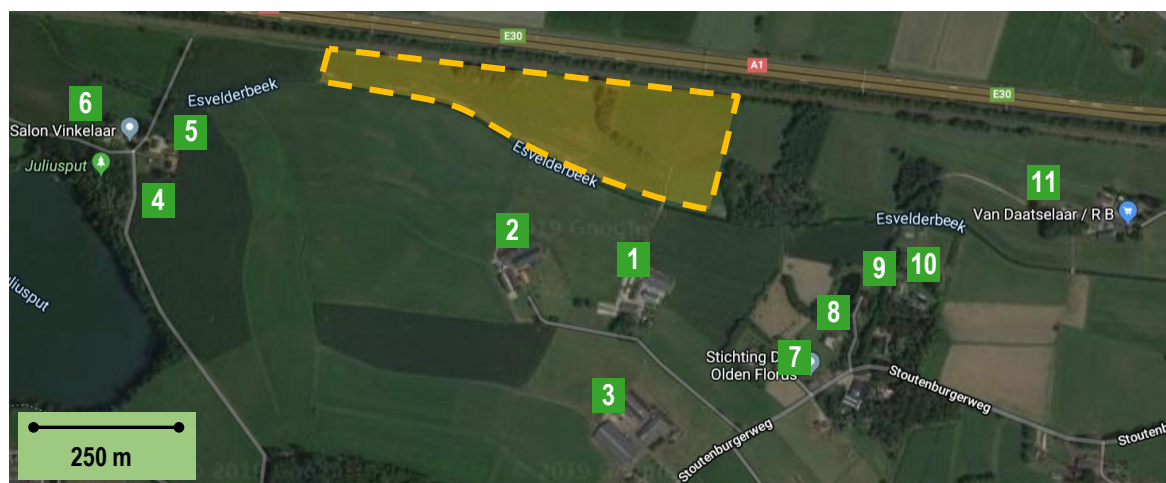 E30
A1
E30
Esvelderbeek
6
Salon Vinkelaar
5
Juliusput
4
Esvelderbeek
11
Van Daatselaar / R B
Esvelderbeek
2
1
9
10
8
Juliusput
Stichting D
7
Olden Florus
Stoutenburgerweg
3
Stoutenburgerweg
Stoutenb
250 m